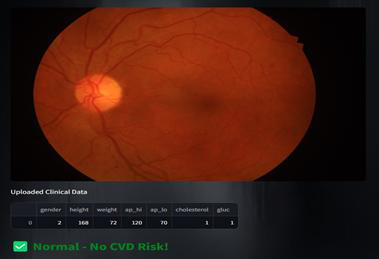 Uploaded Clinical Data
gender height weight ap_hi ap_lo cholesterol gluc
0 2 168 72 120 70 1 1
Normal - No CVD Risk!